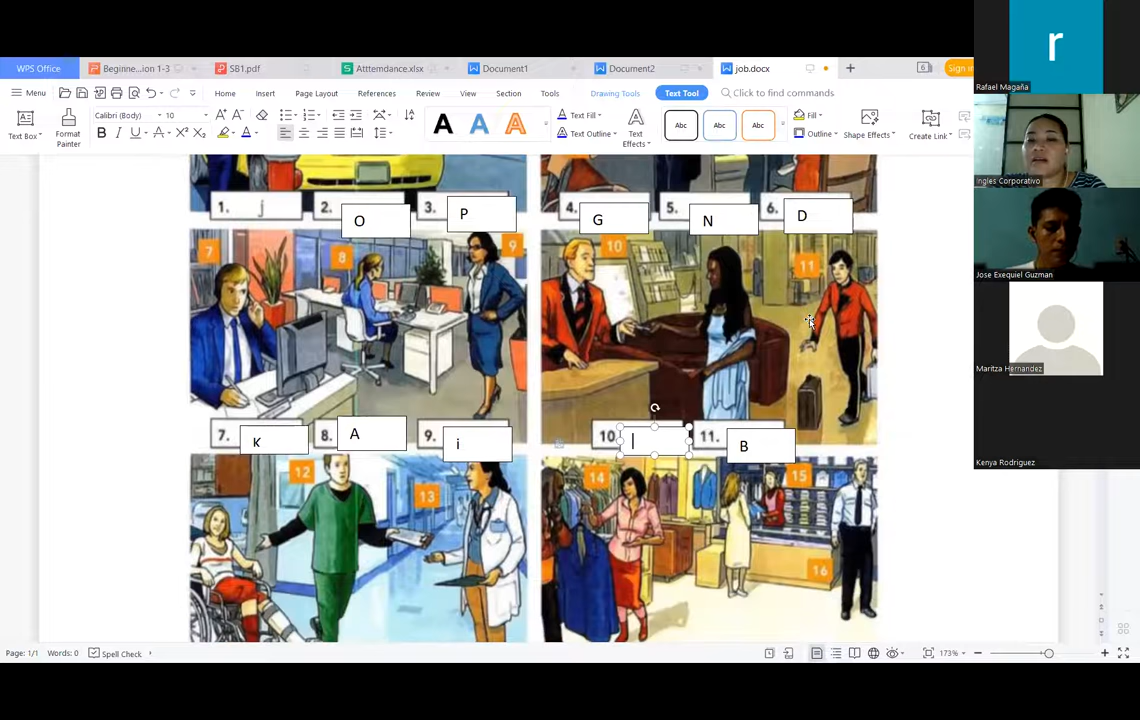 WPS Office
Beginne...ion 1-3
SB1.pdf
Atttemdance.xlsx
Document1
Document2
job.docx
6
Sign in
r
Rafael Magaña
Menu
Home
Insert
Page Layout
References
Review
View
Section
Tools
Drawing Tools
Text Tool
Click to find commands
Text Box
Format Painter
Calibri (Body)
10
Text Fill
Text Outline
Text Effects
Abc
Abc
Abc
Fill
Outline
Shape Effects
Create Link
Ingles Corporativo
1. j
2. O
3. P
4. G
5. N
6. D
7
8
9
10
11
Jose Exequiel Guzman
Maritza Hernandez
7. K
8. A
9. i
10
11. B
Kenya Rodriguez
12
13
14
15
16
Page: 1/1
Words: 0
Spell Check
173%